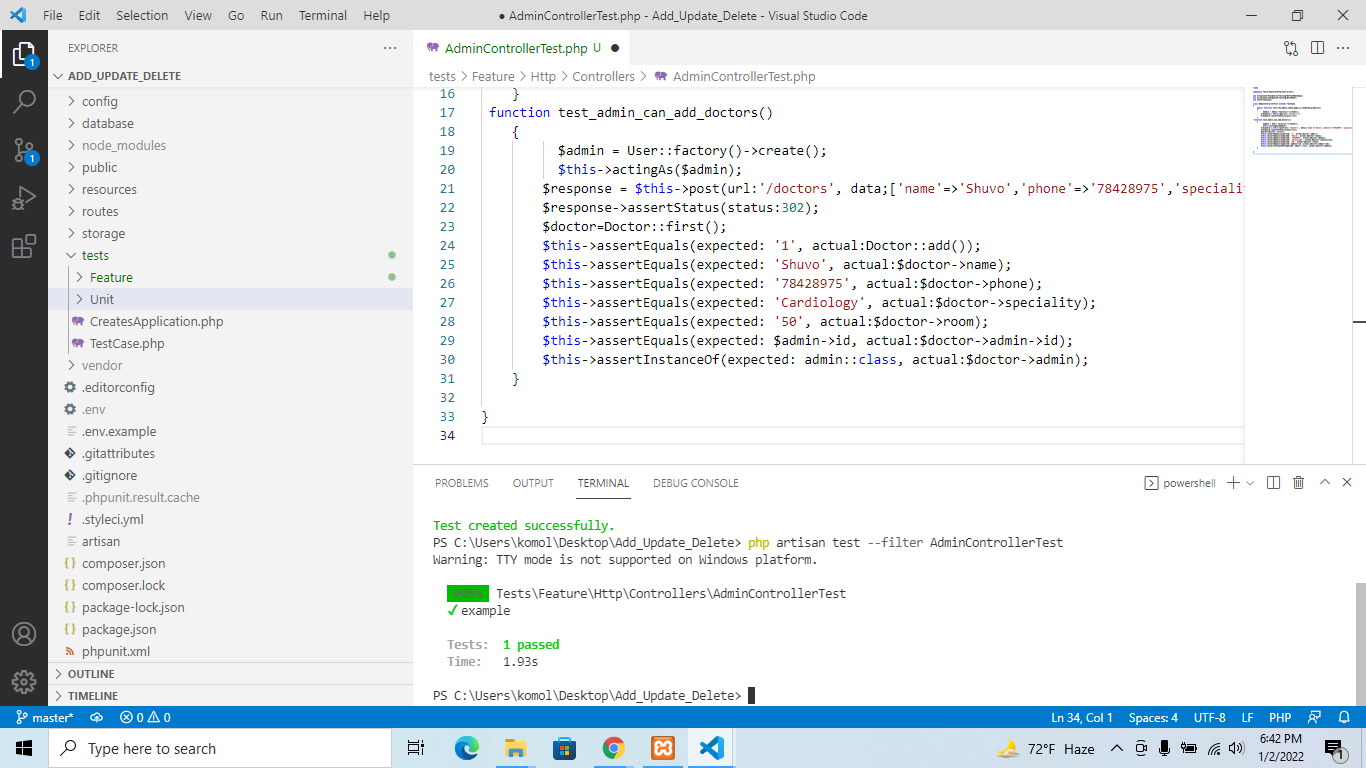 File Edit Selection View Go Run Terminal Help
● AdminControllerTest.php - Add_Update_Delete - Visual Studio Code
EXPLORER
ADD_UPDATE_DELETE
config
database
node_modules
public
resources
routes
storage
tests
Feature
Unit
CreatesApplication.php
TestCase.php
vendor
.editorconfig
.env
.env.example
.gitattributes
.gitignore
.phpunit.result.cache
.styleci.yml
artisan
composer.json
composer.lock
package-lock.json
package.json
phpunit.xml
OUTLINE
TIMELINE
1
1
AdminControllerTest.php U ●
tests > Feature > Http > Controllers > AdminControllerTest.php
16 }
17 function test_admin_can_add_doctors()
18 {
19 $admin = User::factory()->create();
20 $this->actingAs($admin);
21 $response = $this->post(url:'/doctors', data;['name'=>'Shuvo','phone'=>'78428975','speciali
22 $response->assertStatus(status:302);
23 $doctor=Doctor::first();
24 $this->assertEquals(expected: '1', actual:Doctor::add());
25 $this->assertEquals(expected: 'Shuvo', actual:$doctor->name);
26 $this->assertEquals(expected: '78428975', actual:$doctor->phone);
27 $this->assertEquals(expected: 'Cardiology', actual:$doctor->speciality);
28 $this->assertEquals(expected: '50', actual:$doctor->room);
29 $this->assertEquals(expected: $admin->id, actual:$doctor->admin->id);
30 $this->assertInstanceOf(expected: admin::class, actual:$doctor->admin);
31 }
32
33 }
34
PROBLEMS OUTPUT TERMINAL DEBUG CONSOLE
powershell
Test created successfully.
PS C:\Users\komol\Desktop\Add_Update_Delete> php artisan test --filter AdminControllerTest
Warning: TTY mode is not supported on Windows platform.
PASS Tests\Feature\Http\Controllers\AdminControllerTest
✓ example
Tests: 1 passed
Time: 1.93s
PS C:\Users\komol\Desktop\Add_Update_Delete>
master* 0 0
Ln 34, Col 1 Spaces: 4 UTF-8 LF PHP
Type here to search
72°F Haze
6:42 PM
1/2/2022
1